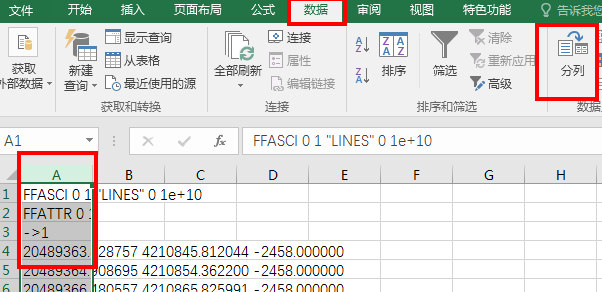 文件 开始 插入 页面布局 公式 数据 审阅 视图 特色功能 告诉我您
显示查询
从表格
最近使用的源
获取
外部数据
新建
查询
获取和转换
全部刷新
连接
属性
编辑链接
连接
排序
筛选
清除
重新应用
高级
排序和筛选
分列
数据
A1 FFASCI 0 1 "LINES" 0 1e+10
A B C D E F G H
1 FFASCI 0 1 "LINES" 0 1e+10
2 FFATTR 0 1
3 ->1
4 20489363. 28757 4210845.812044 -2458.000000
5 20489364. 908695 4210854.362200 -2458.000000
6 20489366. 480557 4210865.825991 -2458.000000